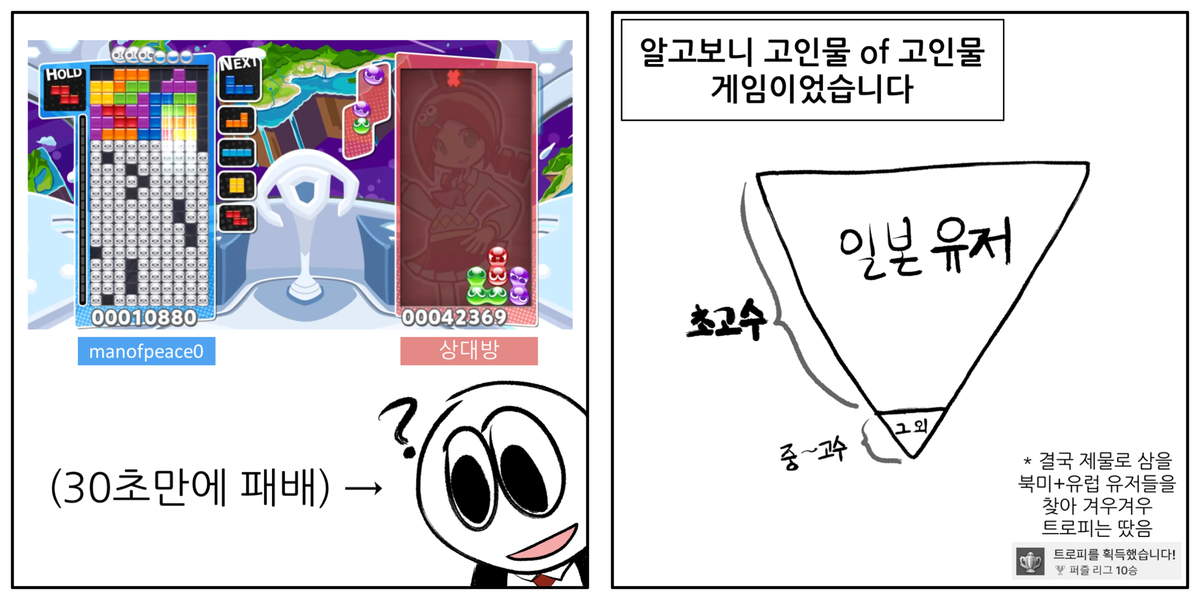 HOLD
NEXT
00010880
00042369
manofpeace0
상대방
?
(30초만에 패배) →
알고보니 고인물 of 고인물
게임이었습니다
일본 유저
초고수
그 외
중~고수
* 결국 제물로 삼을
북미+유럽 유저들을
찾아 겨우겨우
트로피는 땄음
트로피를 획득했습니다!
퍼즐 리그 10승